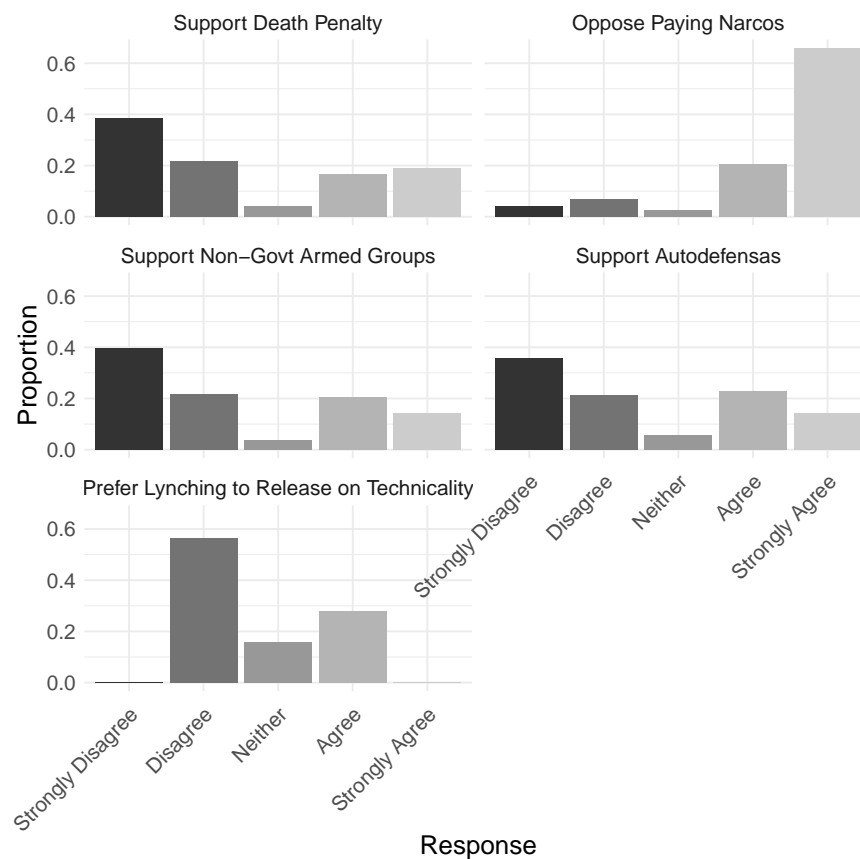 Support Death Penalty
Oppose Paying Narcos
0.6
0.4
0.2
0.0
Support Non−Govt Armed Groups
Support Autodefensas
0.6
0.4
0.2
0.0
Proportion
Prefer Lynching to Release on Technicality
Strongly Disagree
Disagree
Neither
Agree
Strongly Agree
0.6
0.4
0.2
0.0
Strongly Disagree
Disagree
Neither
Agree
Strongly Agree
Response